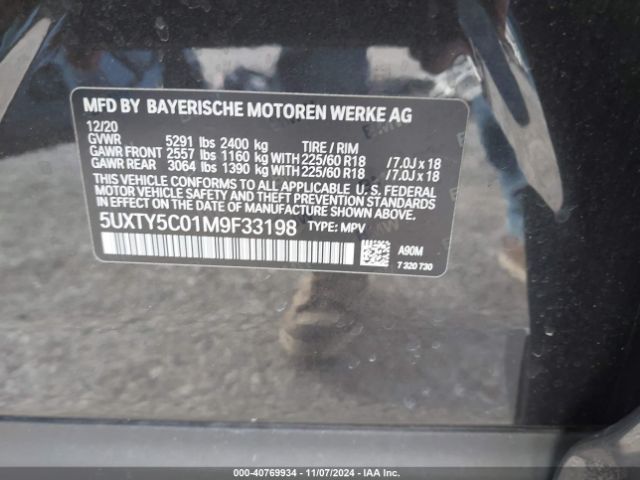 MFD BY BAYERISCHE MOTOREN WERKE AG
12/20
GVWR 5291 lbs 2400 kg TIRE / RIM
GAWR FRONT 2557 lbs 1160 kg WITH 225/60 R18 /7.0J x 18
GAWR REAR 3064 lbs 1390 kg WITH 225/60 R18 /7.0J x 18
THIS VEHICLE CONFORMS TO ALL APPLICABLE U. S. FEDERAL
MOTOR VEHICLE SAFETY AND THEFT PREVENTION STANDARDS
IN EFFECT ON THE DATE OF MANUFACTURE SHOWN ABOVE.
5UXTY5C01M9F33198 TYPE: MPV
A90M
7 320 730
000-40769934 - 11/07/2024 - IAA Inc.